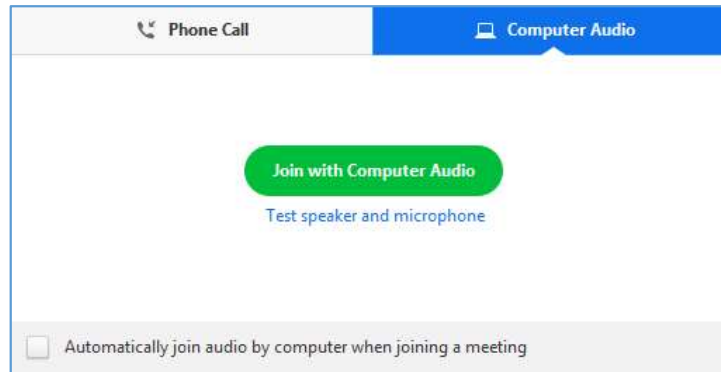 Phone Call
Computer Audio
Join with Computer Audio
Test speaker and microphone
Automatically join audio by computer when joining a meeting